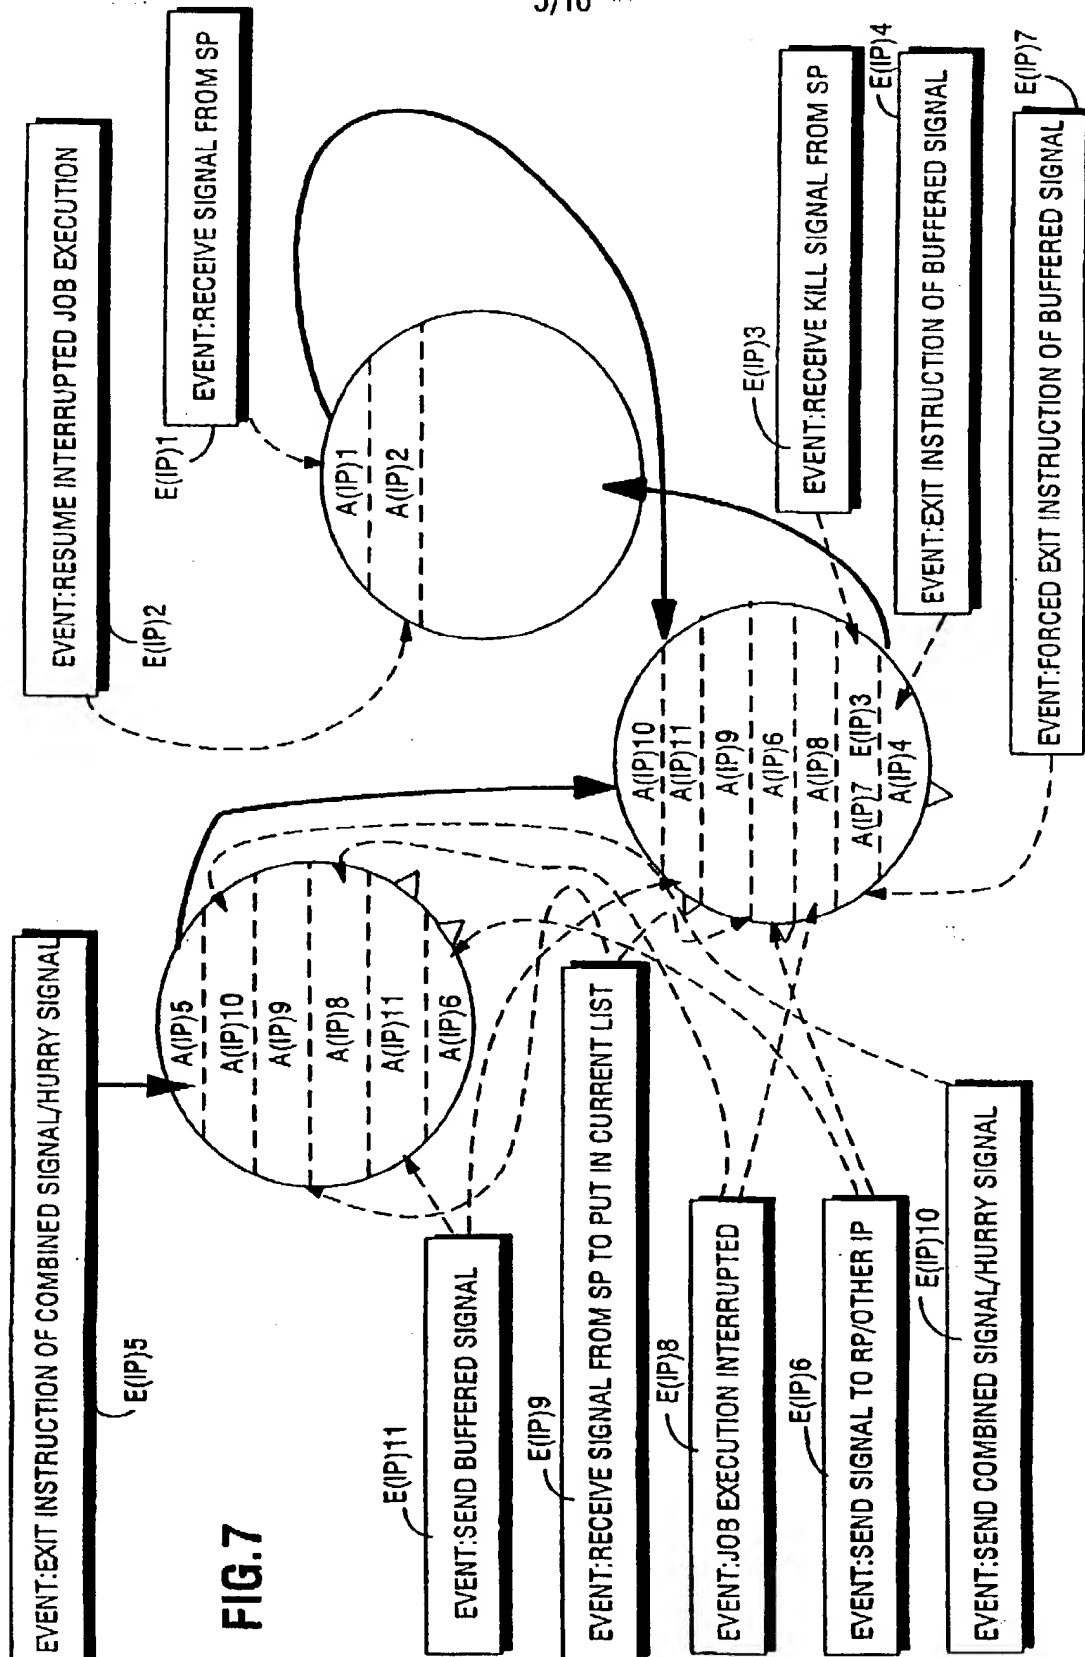 5/10
FIG.7
EVENT:EXIT INSTRUCTION OF COMBINED SIGNAL/HURRY SIGNAL
E(IP)5
EVENT:RESUME INTERRUPTED JOB EXECUTION
E(IP)2
EVENT:RECEIVE SIGNAL FROM SP
E(IP)1
A(IP)1
A(IP)2
A(IP)5
A(IP)10
A(IP)9
A(IP)8
A(IP)11
A(IP)6
A(IP)10
A(IP)11
A(IP)9
A(IP)6
A(IP)8
A(IP)7 E(IP)3
A(IP)4
EVENT:SEND BUFFERED SIGNAL
E(IP)11
EVENT:RECEIVE SIGNAL FROM SP TO PUT IN CURRENT LIST
E(IP)9
EVENT:JOB EXECUTION INTERRUPTED
E(IP)8
EVENT:SEND SIGNAL TO RP/OTHER IP
E(IP)6
EVENT:SEND COMBINED SIGNAL/HURRY SIGNAL
E(IP)10
EVENT:RECEIVE KILL SIGNAL FROM SP
E(IP)3
EVENT:EXIT INSTRUCTION OF BUFFERED SIGNAL
E(IP)4
EVENT:FORCED EXIT INSTRUCTION OF BUFFERED SIGNAL
E(IP)7